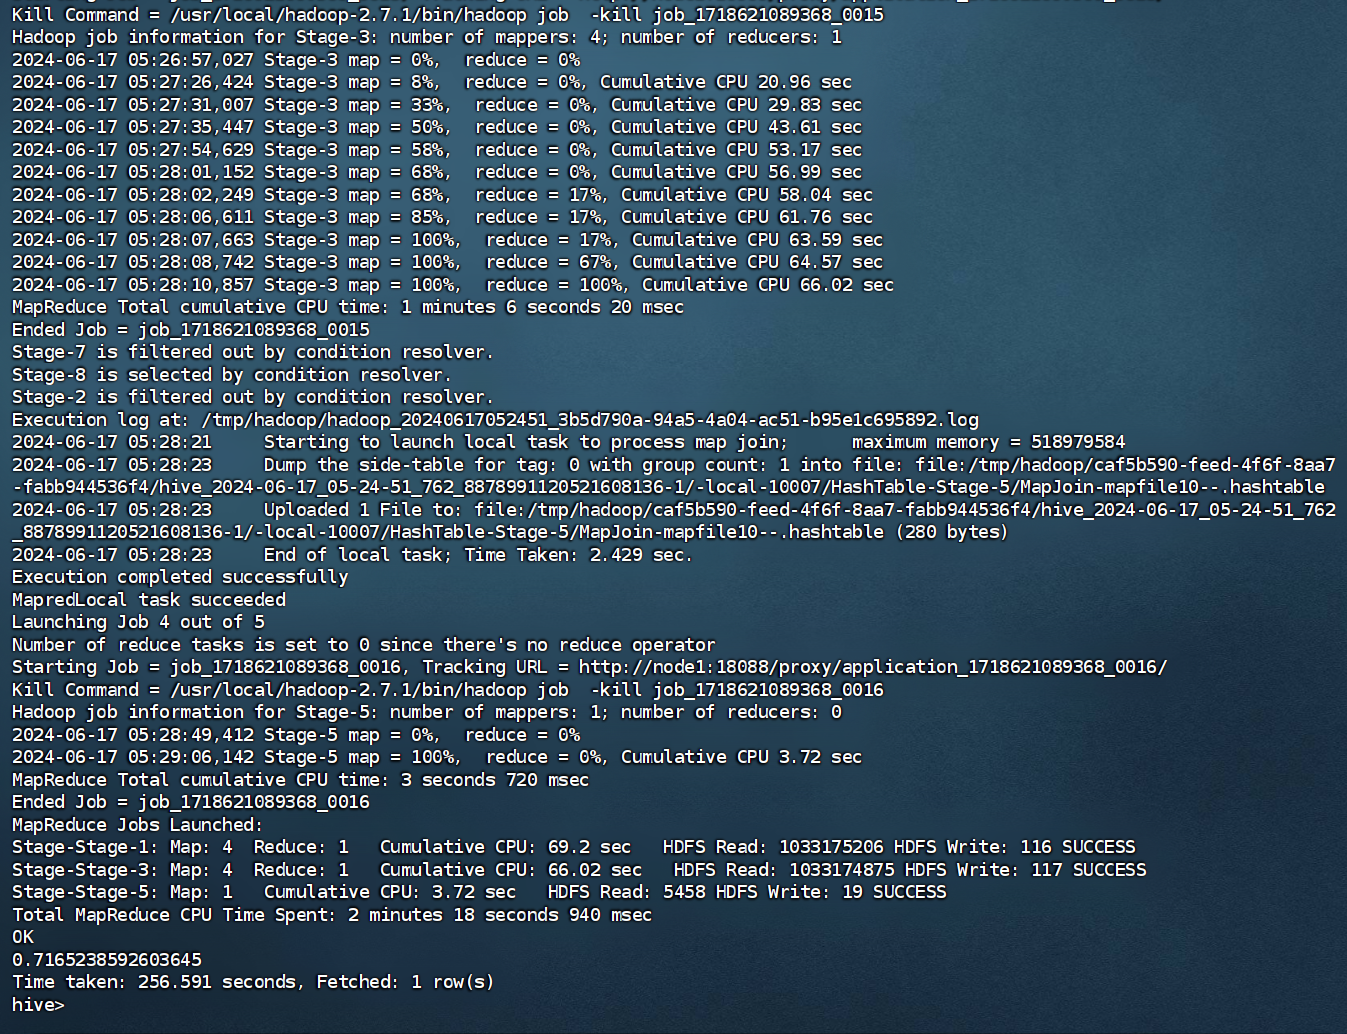 Kill Command = /usr/local/hadoop-2.7.1/bin/hadoop job  -kill job_1718621089368_0015
Hadoop job information for Stage-3: number of mappers: 4; number of reducers: 1
2024-06-17 05:26:57,027 Stage-3 map = 0%,  reduce = 0%
2024-06-17 05:27:26,424 Stage-3 map = 8%,  reduce = 0%, Cumulative CPU 20.96 sec
2024-06-17 05:27:31,007 Stage-3 map = 33%,  reduce = 0%, Cumulative CPU 29.83 sec
2024-06-17 05:27:35,447 Stage-3 map = 50%,  reduce = 0%, Cumulative CPU 43.61 sec
2024-06-17 05:27:54,629 Stage-3 map = 58%,  reduce = 0%, Cumulative CPU 53.17 sec
2024-06-17 05:28:01,152 Stage-3 map = 68%,  reduce = 0%, Cumulative CPU 56.99 sec
2024-06-17 05:28:02,249 Stage-3 map = 68%,  reduce = 17%, Cumulative CPU 58.04 sec
2024-06-17 05:28:06,611 Stage-3 map = 85%,  reduce = 17%, Cumulative CPU 61.76 sec
2024-06-17 05:28:07,663 Stage-3 map = 100%,  reduce = 17%, Cumulative CPU 63.59 sec
2024-06-17 05:28:08,742 Stage-3 map = 100%,  reduce = 67%, Cumulative CPU 64.57 sec
2024-06-17 05:28:10,857 Stage-3 map = 100%,  reduce = 100%, Cumulative CPU 66.02 sec
MapReduce Total cumulative CPU time: 1 minutes 6 seconds 20 msec
Ended Job = job_1718621089368_0015
Stage-7 is filtered out by condition resolver.
Stage-8 is selected by condition resolver.
Stage-2 is filtered out by condition resolver.
Execution log at: /tmp/hadoop/hadoop_20240617052451_3b5d790a-94a5-4a04-ac51-b95e1c695892.log
2024-06-17 05:28:21     Starting to launch local task to process map join;      maximum memory = 518979584
2024-06-17 05:28:23     Dump the side-table for tag: 0 with group count: 1 into file: file:/tmp/hadoop/caf5b590-feed-4f6f-8aa7
-fabb944536f4/hive_2024-06-17_05-24-51_762_8878991120521608136-1/-local-10007/HashTable-Stage-5/MapJoin-mapfile10--.hashtable
2024-06-17 05:28:23     Uploaded 1 File to: file:/tmp/hadoop/caf5b590-feed-4f6f-8aa7-fabb944536f4/hive_2024-06-17_05-24-51_762
_8878991120521608136-1/-local-10007/HashTable-Stage-5/MapJoin-mapfile10--.hashtable (280 bytes)
2024-06-17 05:28:23     End of local task; Time Taken: 2.429 sec.
Execution completed successfully
MapredLocal task succeeded
Launching Job 4 out of 5
Number of reduce tasks is set to 0 since there's no reduce operator
Starting Job = job_1718621089368_0016, Tracking URL = http://node1:18088/proxy/application_1718621089368_0016/
Kill Command = /usr/local/hadoop-2.7.1/bin/hadoop job  -kill job_1718621089368_0016
Hadoop job information for Stage-5: number of mappers: 1; number of reducers: 0
2024-06-17 05:28:49,412 Stage-5 map = 0%,  reduce = 0%
2024-06-17 05:29:06,142 Stage-5 map = 100%,  reduce = 0%, Cumulative CPU 3.72 sec
MapReduce Total cumulative CPU time: 3 seconds 720 msec
Ended Job = job_1718621089368_0016
MapReduce Jobs Launched:
Stage-Stage-1: Map: 4  Reduce: 1   Cumulative CPU: 69.2 sec   HDFS Read: 1033175206 HDFS Write: 116 SUCCESS
Stage-Stage-3: Map: 4  Reduce: 1   Cumulative CPU: 66.02 sec   HDFS Read: 1033174875 HDFS Write: 117 SUCCESS
Stage-Stage-5: Map: 1   Cumulative CPU: 3.72 sec   HDFS Read: 5458 HDFS Write: 19 SUCCESS
Total MapReduce CPU Time Spent: 2 minutes 18 seconds 940 msec
OK
0.7165238592603645
Time taken: 256.591 seconds, Fetched: 1 row(s)
hive>